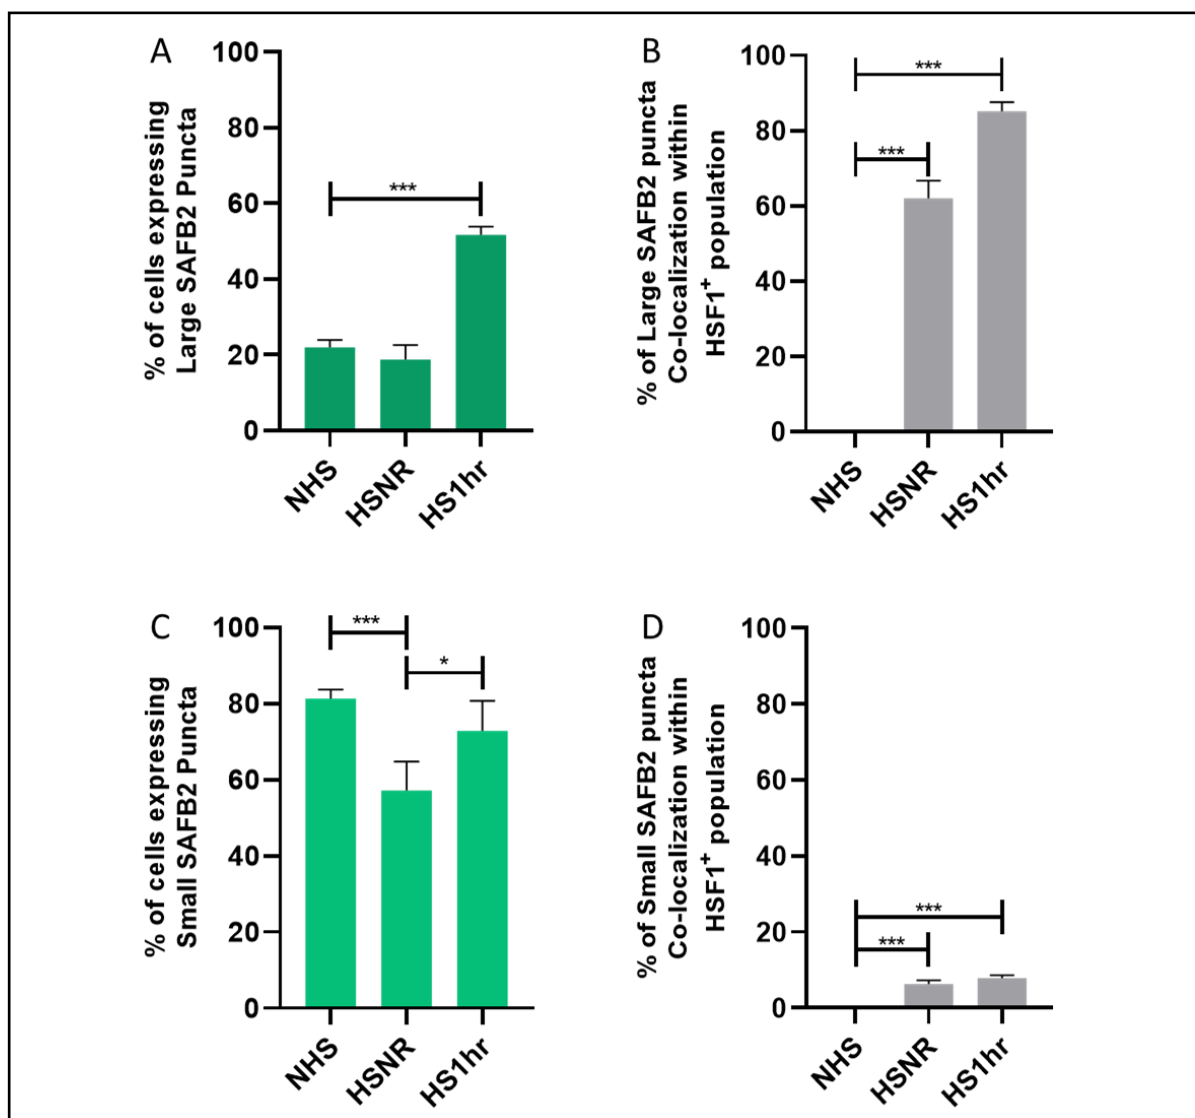 A
% of cells expressing
Large SAFB2 Puncta
100
80
60
40
20
0
***
NHS
HSNR
HS1hr
B
% of Large SAFB2 puncta
Co-localization within
HSF1⁺ population
100
80
60
40
20
0
***
***
NHS
HSNR
HS1hr
C
% of cells expressing
Small SAFB2 Puncta
100
80
60
40
20
0
***
*
NHS
HSNR
HS1hr
D
% of Small SAFB2 puncta
Co-localization within
HSF1⁺ population
100
80
60
40
20
0
***
***
NHS
HSNR
HS1hr